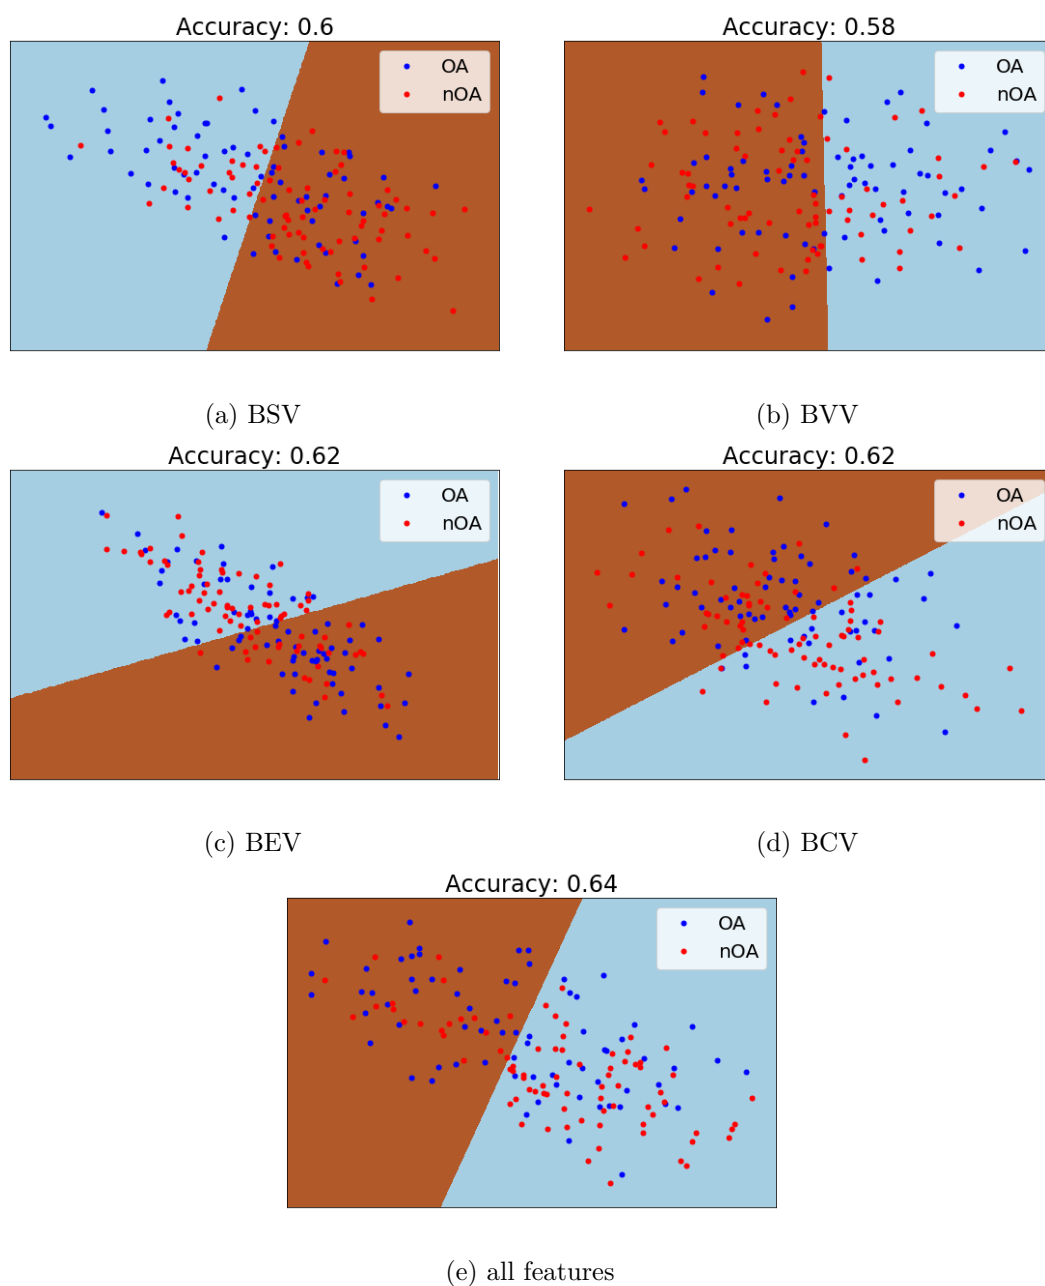 Accuracy: 0.6
OA
nOA
(a) BSV
Accuracy: 0.58
OA
nOA
(b) BVV
Accuracy: 0.62
OA
nOA
(c) BEV
Accuracy: 0.62
OA
nOA
(d) BCV
Accuracy: 0.64
OA
nOA
(e) all features